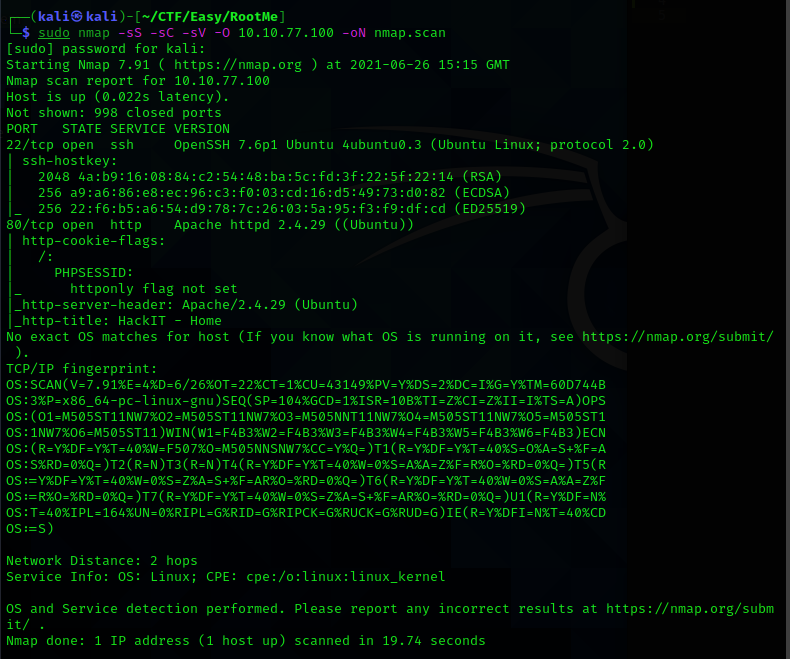 ┌──(kali㉿kali)-[~/CTF/Easy/RootMe]
└─$ sudo nmap -sS -sC -sV -O 10.10.77.100 -oN nmap.scan
[sudo] password for kali:
Starting Nmap 7.91 ( https://nmap.org ) at 2021-06-26 15:15 GMT
Nmap scan report for 10.10.77.100
Host is up (0.022s latency).
Not shown: 998 closed ports
PORT   STATE SERVICE VERSION
22/tcp open  ssh     OpenSSH 7.6p1 Ubuntu 4ubuntu0.3 (Ubuntu Linux; protocol 2.0)
| ssh-hostkey:
|   2048 4a:b9:16:08:84:c2:54:48:ba:5c:fd:3f:22:5f:22:14 (RSA)
|   256 a9:a6:86:e8:ec:96:c3:f0:03:cd:16:d5:49:73:d0:82 (ECDSA)
|_  256 22:f6:b5:a6:54:d9:78:7c:26:03:5a:95:f3:f9:df:cd (ED25519)
80/tcp open  http    Apache httpd 2.4.29 ((Ubuntu))
| http-cookie-flags:
|   /:
|     PHPSESSID:
|_      httponly flag not set
|_http-server-header: Apache/2.4.29 (Ubuntu)
|_http-title: HackIT - Home
No exact OS matches for host (If you know what OS is running on it, see https://nmap.org/submit/
 ).
TCP/IP fingerprint:
OS:SCAN(V=7.91%E=4%D=6/26%OT=22%CT=1%CU=43149%PV=Y%DS=2%DC=I%G=Y%TM=60D744B
OS:3%P=x86_64-pc-linux-gnu)SEQ(SP=104%GCD=1%ISR=10B%TI=Z%CI=Z%II=I%TS=A)OPS
OS:(O1=M505ST11NW7%O2=M505ST11NW7%O3=M505NNT11NW7%O4=M505ST11NW7%O5=M505ST1
OS:1NW7%O6=M505ST11)WIN(W1=F4B3%W2=F4B3%W3=F4B3%W4=F4B3%W5=F4B3%W6=F4B3)ECN
OS:(R=Y%DF=Y%T=40%W=F507%O=M505NNSNW7%CC=Y%Q=)T1(R=Y%DF=Y%T=40%S=O%A=S+%F=A
OS:S%RD=0%Q=)T2(R=N)T3(R=N)T4(R=Y%DF=Y%T=40%W=0%S=A%A=Z%F=R%O=%RD=0%Q=)T5(R
OS:=Y%DF=Y%T=40%W=0%S=Z%A=S+%F=AR%O=%RD=0%Q=)T6(R=Y%DF=Y%T=40%W=0%S=A%A=Z%F
OS:=R%O=%RD=0%Q=)T7(R=Y%DF=Y%T=40%W=0%S=Z%A=S+%F=AR%O=%RD=0%Q=)U1(R=Y%DF=N%
OS:T=40%IPL=164%UN=0%RIPL=G%RID=G%RIPCK=G%RUCK=G%RUD=G)IE(R=Y%DFI=N%T=40%CD
OS:=S)

Network Distance: 2 hops
Service Info: OS: Linux; CPE: cpe:/o:linux:linux_kernel

OS and Service detection performed. Please report any incorrect results at https://nmap.org/subm
it/ .
Nmap done: 1 IP address (1 host up) scanned in 19.74 seconds